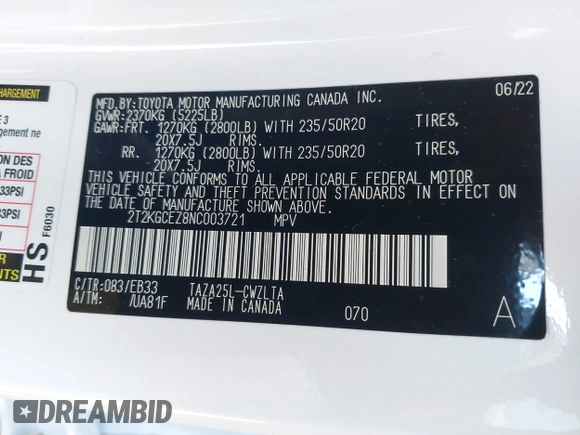 CHARGEMENT
E 3
gement ne
ION DES
A FROID
33PSI
33PSI
HS
F6030
MFD.BY:TOYOTA MOTOR MANUFACTURING CANADA INC. 06/22
GVWR:2370KG (5225LB)
GAWR:FRT. 1270KG (2800LB) WITH 235/50R20 TIRES,
20X7.5J RIMS.
RR. 1270KG (2800LB) WITH 235/50R20 TIRES,
20X7.5J RIMS.
THIS VEHICLE CONFORMS TO ALL APPLICABLE FEDERAL MOTOR
VEHICLE SAFETY AND THEFT PREVENTION STANDARDS IN EFFECT ON
THE DATE OF MANUFACTURE SHOWN ABOVE.
2T2KGCEZ8NC003721 MPV
C/TR:083/EB33 TAZA25L-CWZLTA
A/TM: /UA81F MADE IN CANADA 070 A
DREAMBID